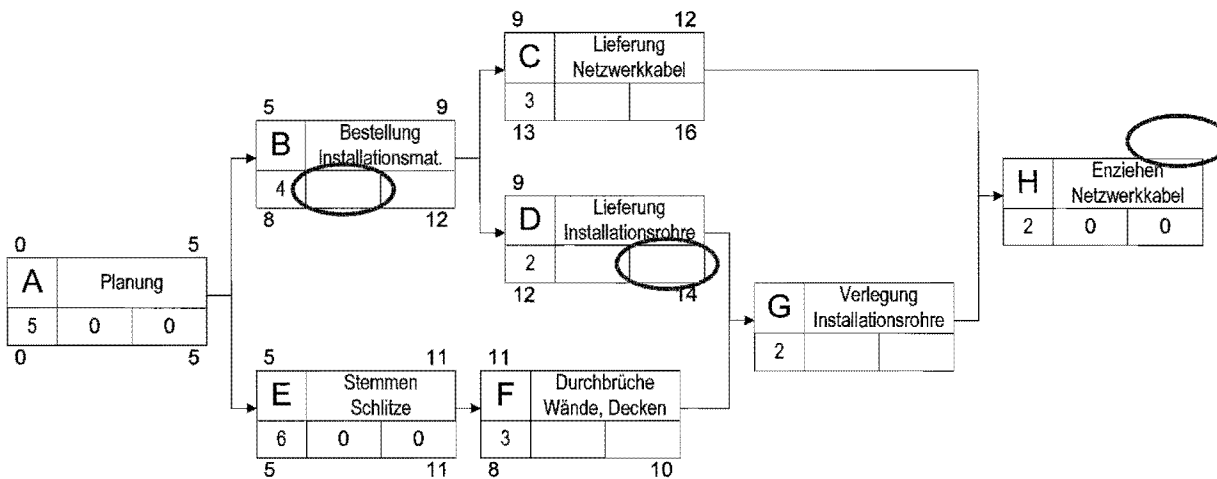 9 12
C Lieferung
Netzwerkkabel
3
13 16
5 9
B Bestellung
Installationsmat.
4
8 12
9
D Lieferung
Installationsrohre
2
12 14
H Enziehen
Netzwerkkabel
2 0 0
0 5
A Planung
5 0 0
0 5
G Verlegung
Installationsrohre
2
5 11
E Stemmen
Schlitze
6 0 0
5 11
11
F Durchbrüche
Wände, Decken
3
8 10